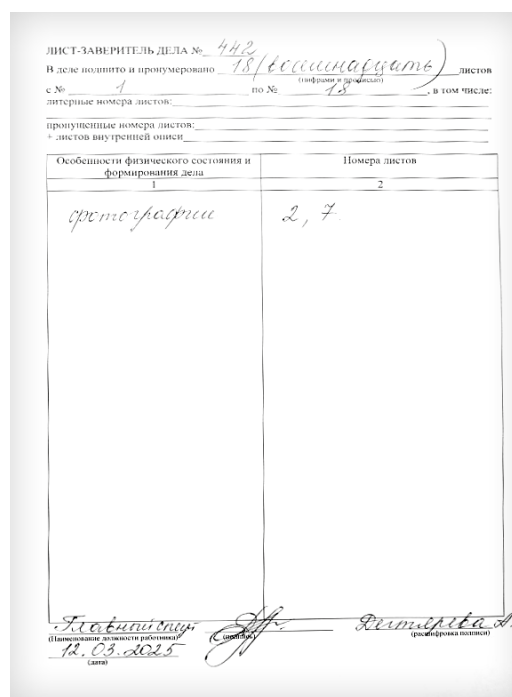 ЛИСТ-ЗАВЕРИТЕЛЬ ДЕЛА № 442
В деле подшито и пронумеровано 18 (восемнадцать) листов
(цифрами и прописью)
с № 1 по № 18, в том числе:
литерные номера листов:
пропущенные номера листов:
+ листов внутренней описи
Особенности физического состояния и формирования дела Номера листов
1 2
фотографии 2, 7
Главный спец
(Наименование должности работника) (подпись) (расшифровка подписи)
12.03.2025
(дата)